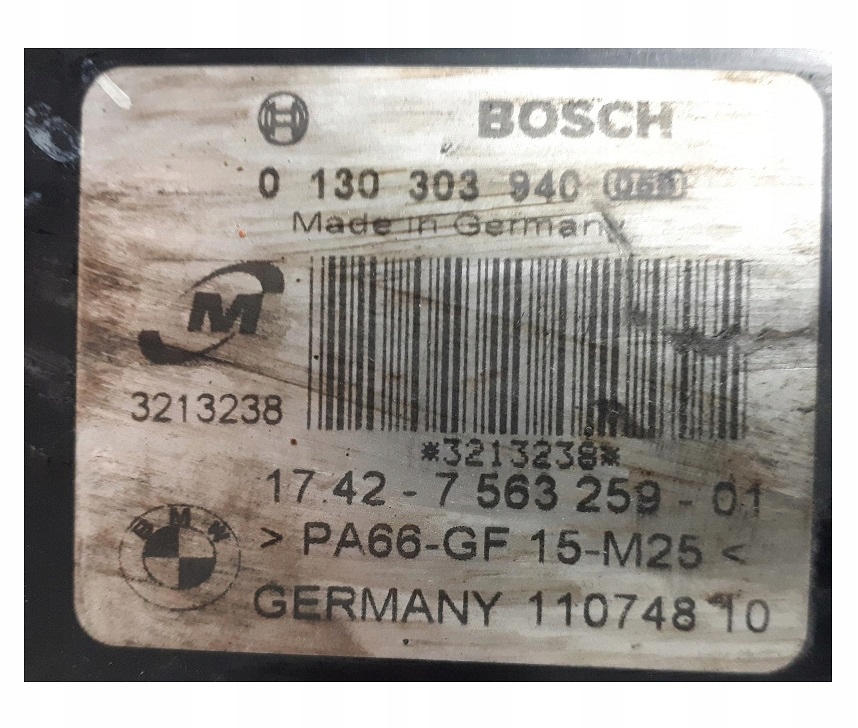 BOSCH
0 130 303 940
Made in Germany
M
3213238
*3213238*
17.42 - 7 563 259 - 01
BMW
> PA66-GF 15-M25 <
GERMANY 110748 10